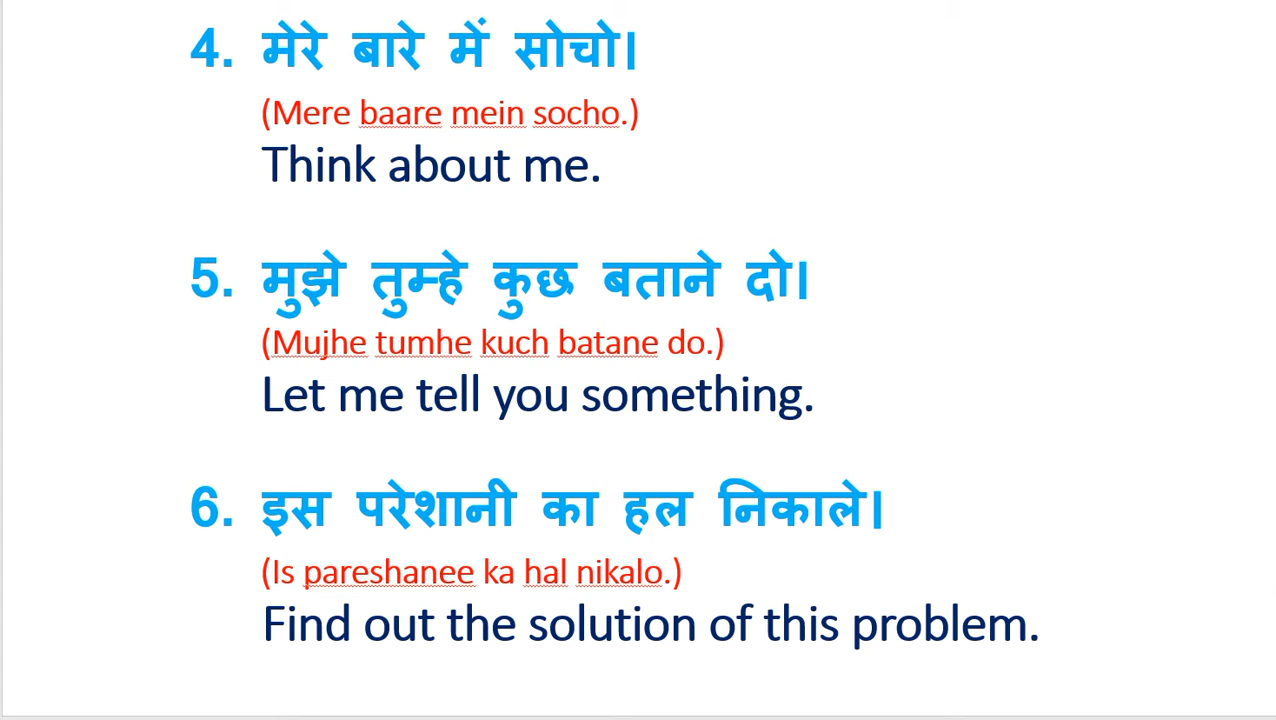 4. मेरे बारे में सोचो।
(Mere baare mein socho.)
Think about me.
5. मुझे तुम्हे कुछ बताने दो।
(Mujhe tumhe kuch batane do.)
Let me tell you something.
6. इस परेशानी का हल निकाले।
(Is pareshanee ka hal nikalo.)
Find out the solution of this problem.